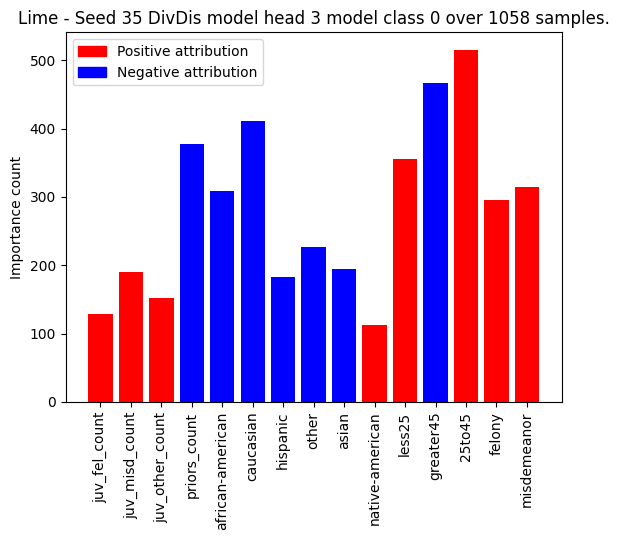 Lime - Seed 35 DivDis model head 3 model class 0 over 1058 samples.
Positive attribution
Negative attribution
Importance count
500
400
300
200
100
0
juv_fel_count
juv_misd_count
juv_other_count
priors_count
african-american
caucasian
hispanic
other
asian
native-american
less25
greater45
25to45
felony
misdemeanor